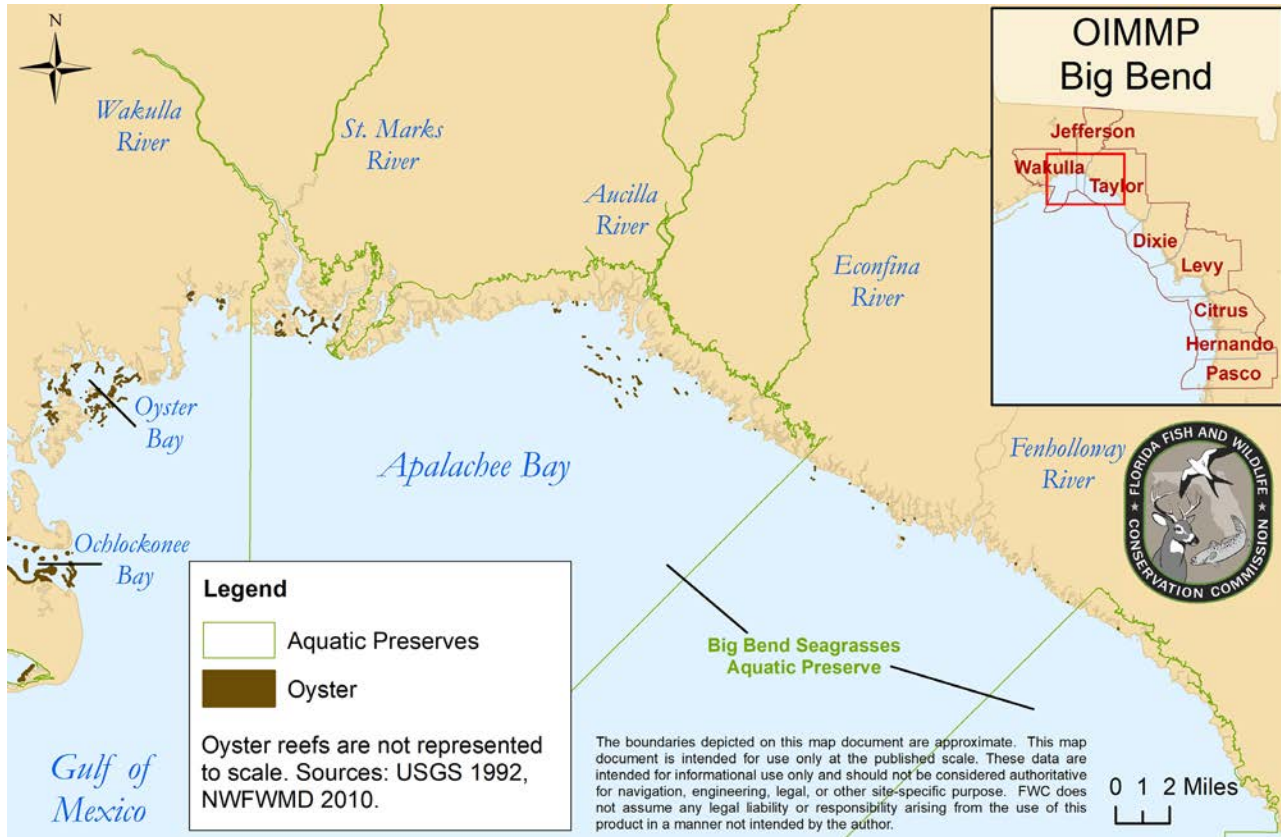 N
Wakulla
River
St. Marks
River
Aucilla
River
Econfina
River
Oyster
Bay
Apalachee Bay
Ochlockonee
Bay
Fenholloway
River
Big Bend Seagrasses
Aquatic Preserve
Gulf of
Mexico
OIMMP
Big Bend
Jefferson
Wakulla
Taylor
Dixie
Levy
Citrus
Hernando
Pasco
FLORIDA FISH AND WILDLIFE
CONSERVATION COMMISSION
Legend
Aquatic Preserves
Oyster
Oyster reefs are not represented
to scale. Sources: USGS 1992,
NWFWMD 2010.
The boundaries depicted on this map document are approximate. This map
document is intended for use only at the published scale. These data are
intended for informational use only and should not be considered authoritative
for navigation, engineering, legal, or other site-specific purpose. FWC does
not assume any legal liability or responsibility arising from the use of this
product in a manner not intended by the author.
0 1 2 Miles